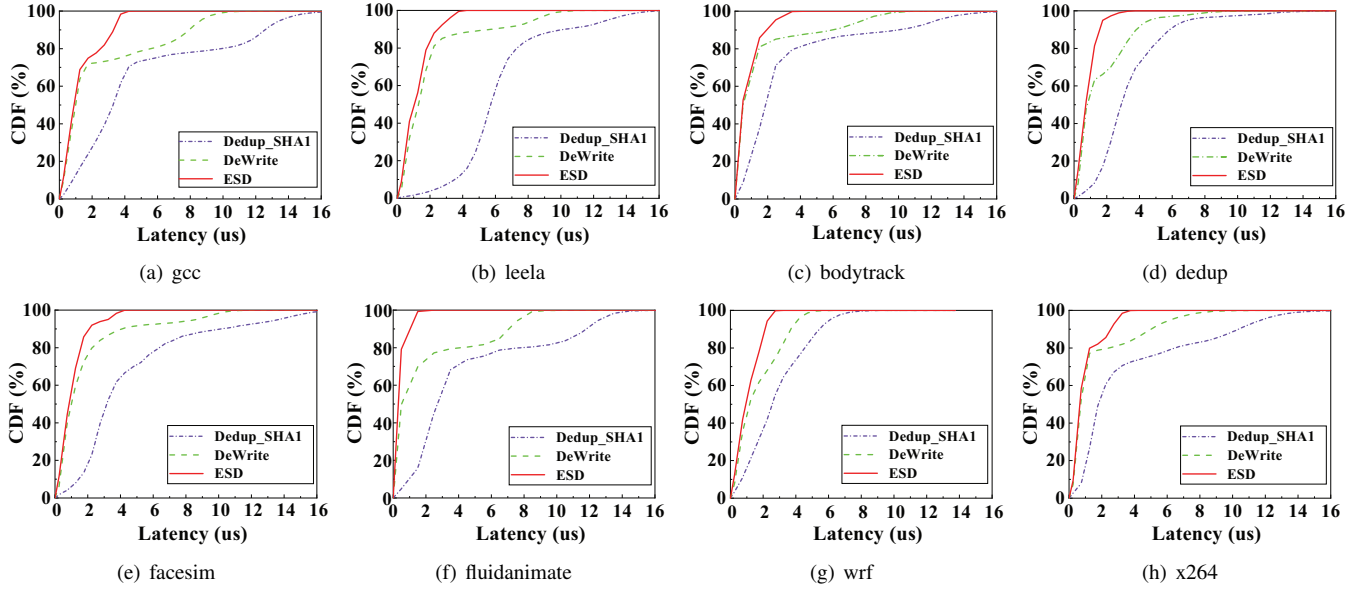 CDF (%)
100
80
60
40
20
0
Dedup_SHA1
DeWrite
ESD
0 2 4 6 8 10 12 14 16
Latency (us)
(a) gcc
CDF (%)
100
80
60
40
20
0
Dedup_SHA1
DeWrite
ESD
0 2 4 6 8 10 12 14 16
Latency (us)
(b) leela
CDF (%)
100
80
60
40
20
0
Dedup_SHA1
DeWrite
ESD
0 2 4 6 8 10 12 14 16
Latency (us)
(c) bodytrack
CDF (%)
100
80
60
40
20
0
Dedup_SHA1
DeWrite
ESD
0 2 4 6 8 10 12 14 16
Latency (us)
(d) dedup
CDF (%)
100
80
60
40
20
0
Dedup_SHA1
DeWrite
ESD
0 2 4 6 8 10 12 14 16
Latency (us)
(e) facesim
CDF (%)
100
80
60
40
20
0
Dedup_SHA1
DeWrite
ESD
0 2 4 6 8 10 12 14 16
Latency (us)
(f) fluidanimate
CDF (%)
100
80
60
40
20
0
Dedup_SHA1
DeWrite
ESD
0 2 4 6 8 10 12 14 16
Latency (us)
(g) wrf
CDF (%)
100
80
60
40
20
0
Dedup_SHA1
DeWrite
ESD
0 2 4 6 8 10 12 14 16
Latency (us)
(h) x264